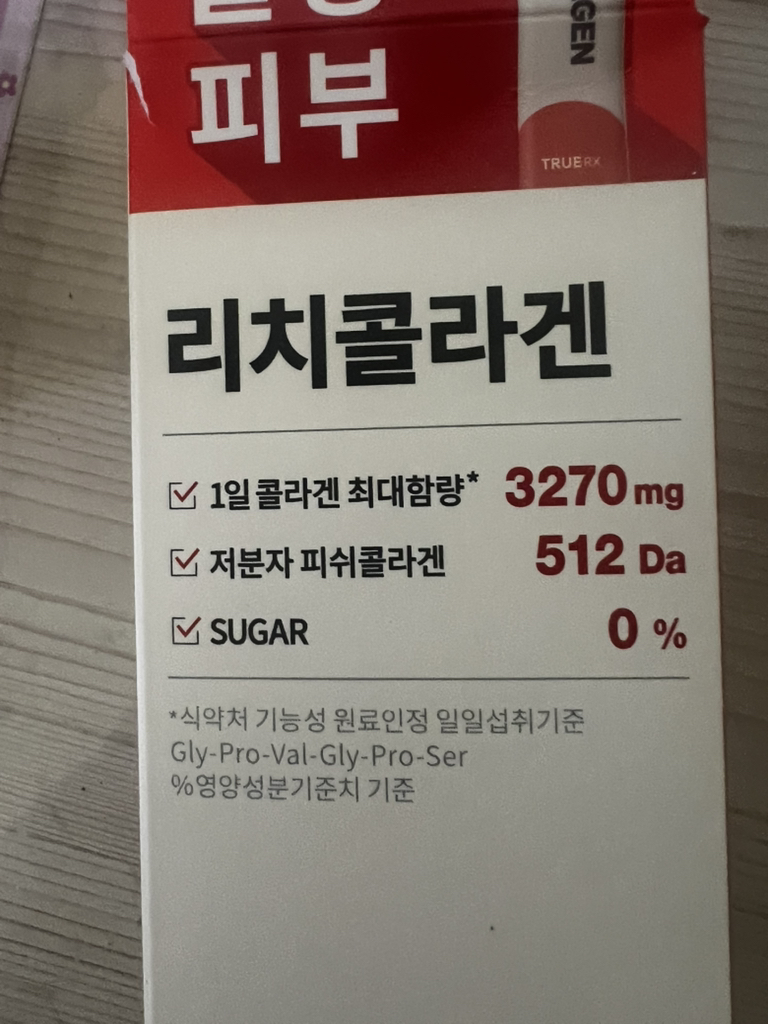 피부
GEN
TRUERX
리치콜라겐
1일 콜라겐 최대함량* 3270mg
저분자 피쉬콜라겐 512 Da
SUGAR 0 %
*식약처 기능성 원료인정 일일섭취기준
Gly-Pro-Val-Gly-Pro-Ser
%영양성분기준치 기준